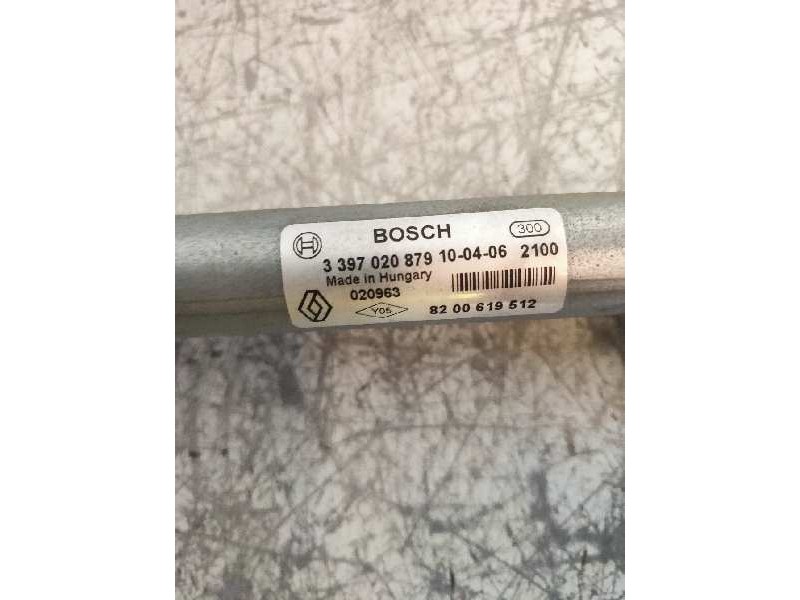 BOSCH 300
3 397 020 879 10-04-06 2100
Made in Hungary
020963
Y05 82 00 619 512